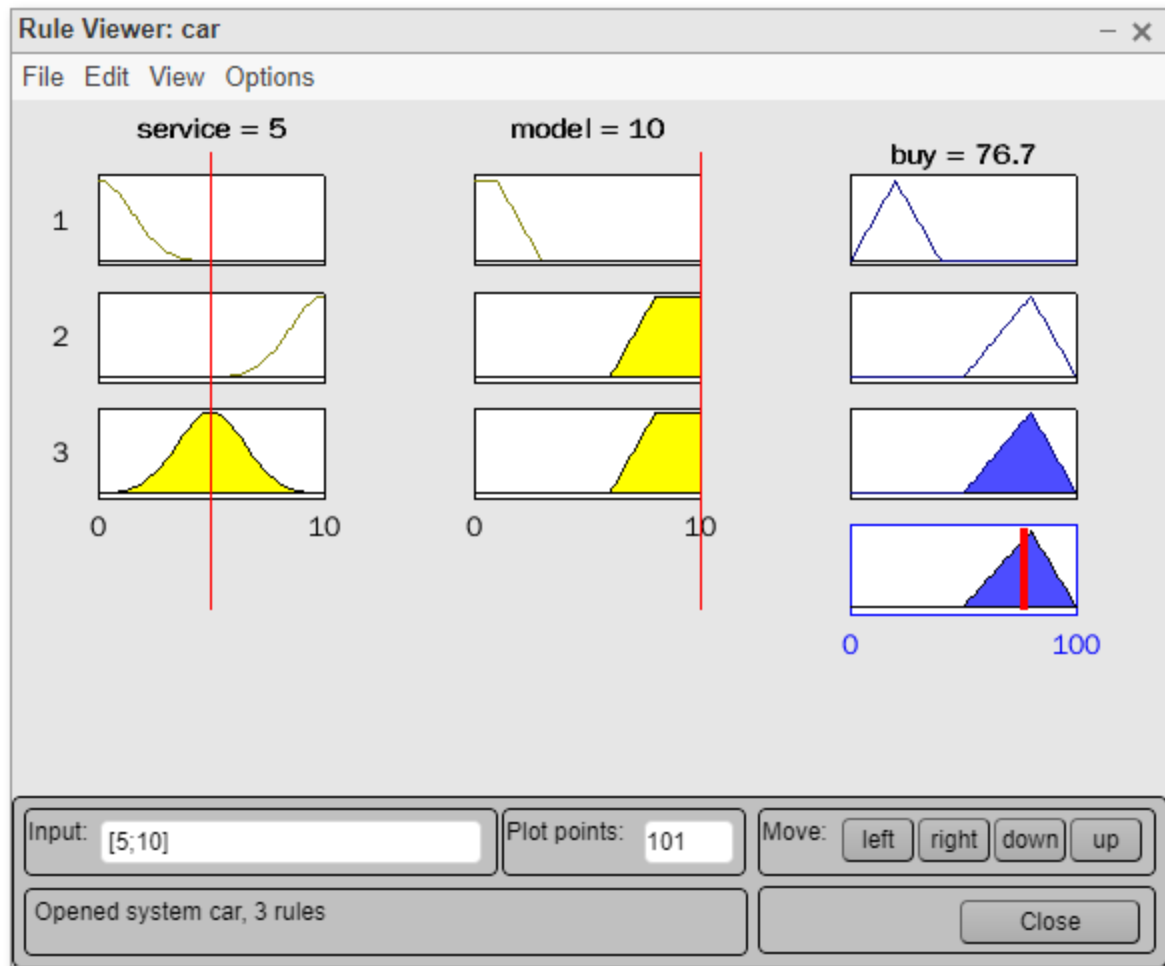 Rule Viewer: car
File Edit View Options
service = 5
model = 10
buy = 76.7
1
2
3
0 10
0 10
0 100
Input: [5;10]
Plot points: 101
Move: left right down up
Opened system car, 3 rules
Close